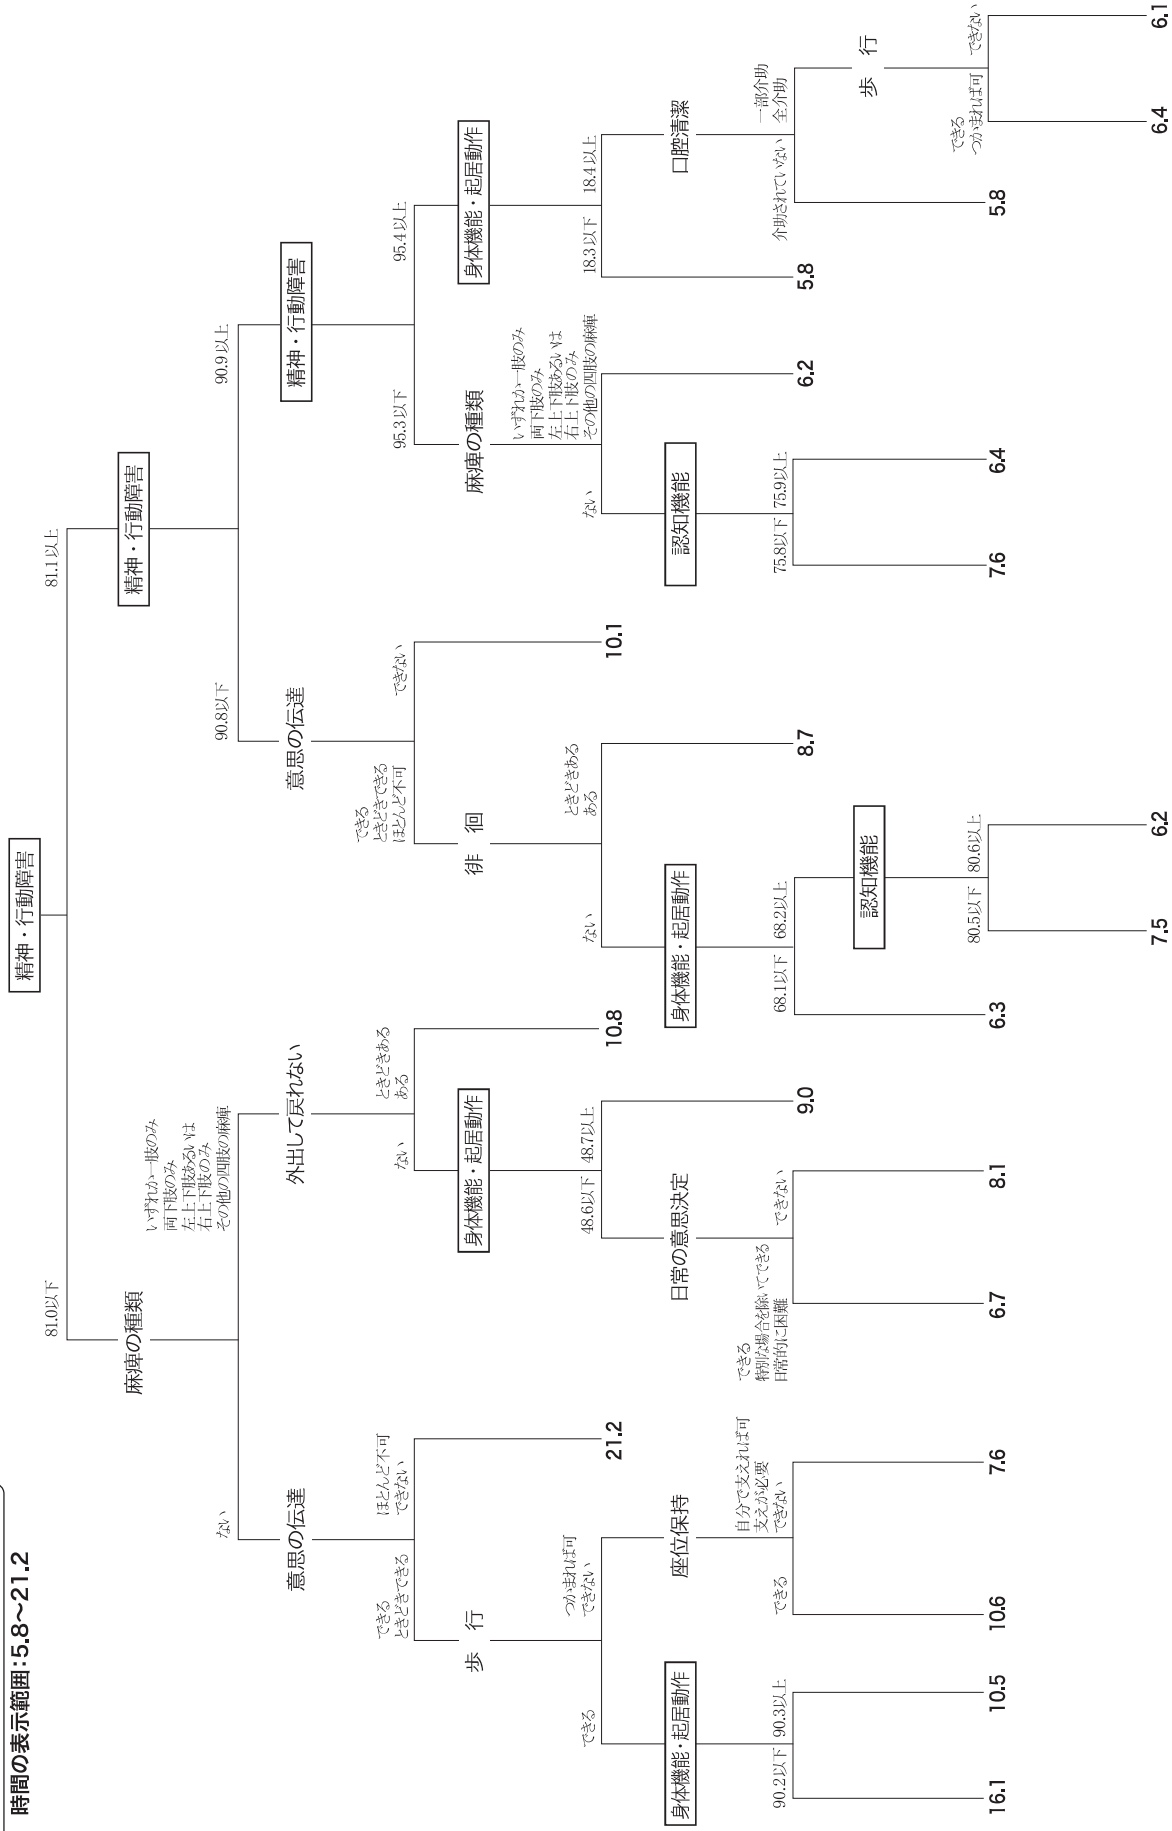 時間の表示範囲:5.8〜21.2
精神・行動障害
81.0以下
81.1以上
麻痺の種類
ない
いずれか一肢のみ
両下肢のみ
左上下肢あるいは
右上下肢のみ
その他の四肢の麻痺
意思の伝達
できる
ときどきできる
ほとんど不可
できない
歩 行
できる
つかまれば可
できない
身体機能・起居動作
90.2以下
90.3以上
16.1
10.5
座位保持
できる
自分で支えれば可
支えが必要
できない
10.6
7.6
21.2
外出して戻れない
ない
ときどきある
ある
身体機能・起居動作
48.6以下
48.7以上
日常の意思決定
できる
特別な場合を除いてできる
日常的に困難
できない
6.7
8.1
9.0
10.8
精神・行動障害
90.8以下
90.9以上
意思の伝達
できる
ときどきできる
ほとんど不可
できない
徘 徊
ない
ときどきある
ある
身体機能・起居動作
68.1以下
68.2以上
6.3
認知機能
80.5以下
80.6以上
7.5
6.2
8.7
10.1
精神・行動障害
95.3以下
95.4以上
麻痺の種類
ない
いずれか一肢のみ
両下肢のみ
左上下肢あるいは
右上下肢のみ
その他の四肢の麻痺
認知機能
75.8以下
75.9以上
7.6
6.4
6.2
身体機能・起居動作
18.3以下
18.4以上
5.8
口腔清潔
介助されていない
一部介助
全介助
5.8
歩 行
できる
つかまれば可
できない
6.4
6.1